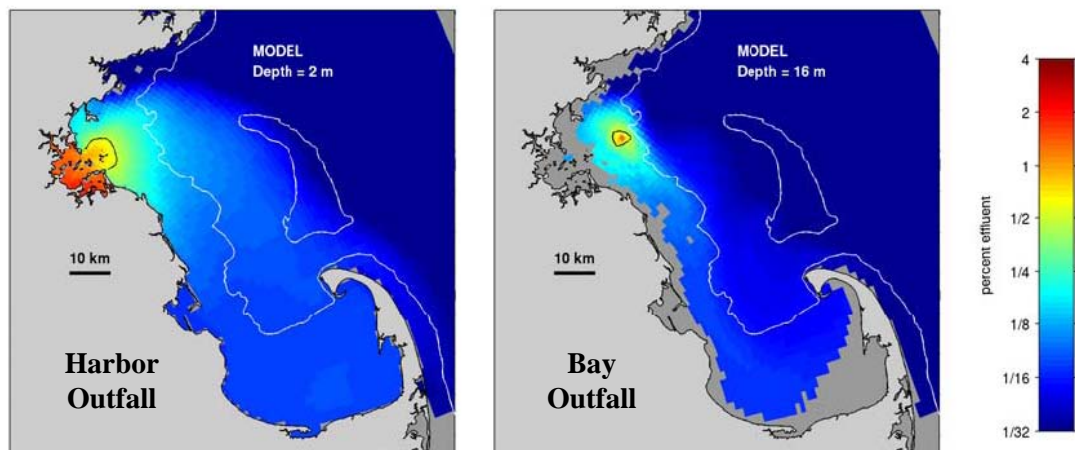 MODEL
Depth = 2 m
10 km
Harbor
Outfall
MODEL
Depth = 16 m
10 km
Bay
Outfall
4
2
1
1/2
1/4
1/8
1/16
1/32
percent effluent